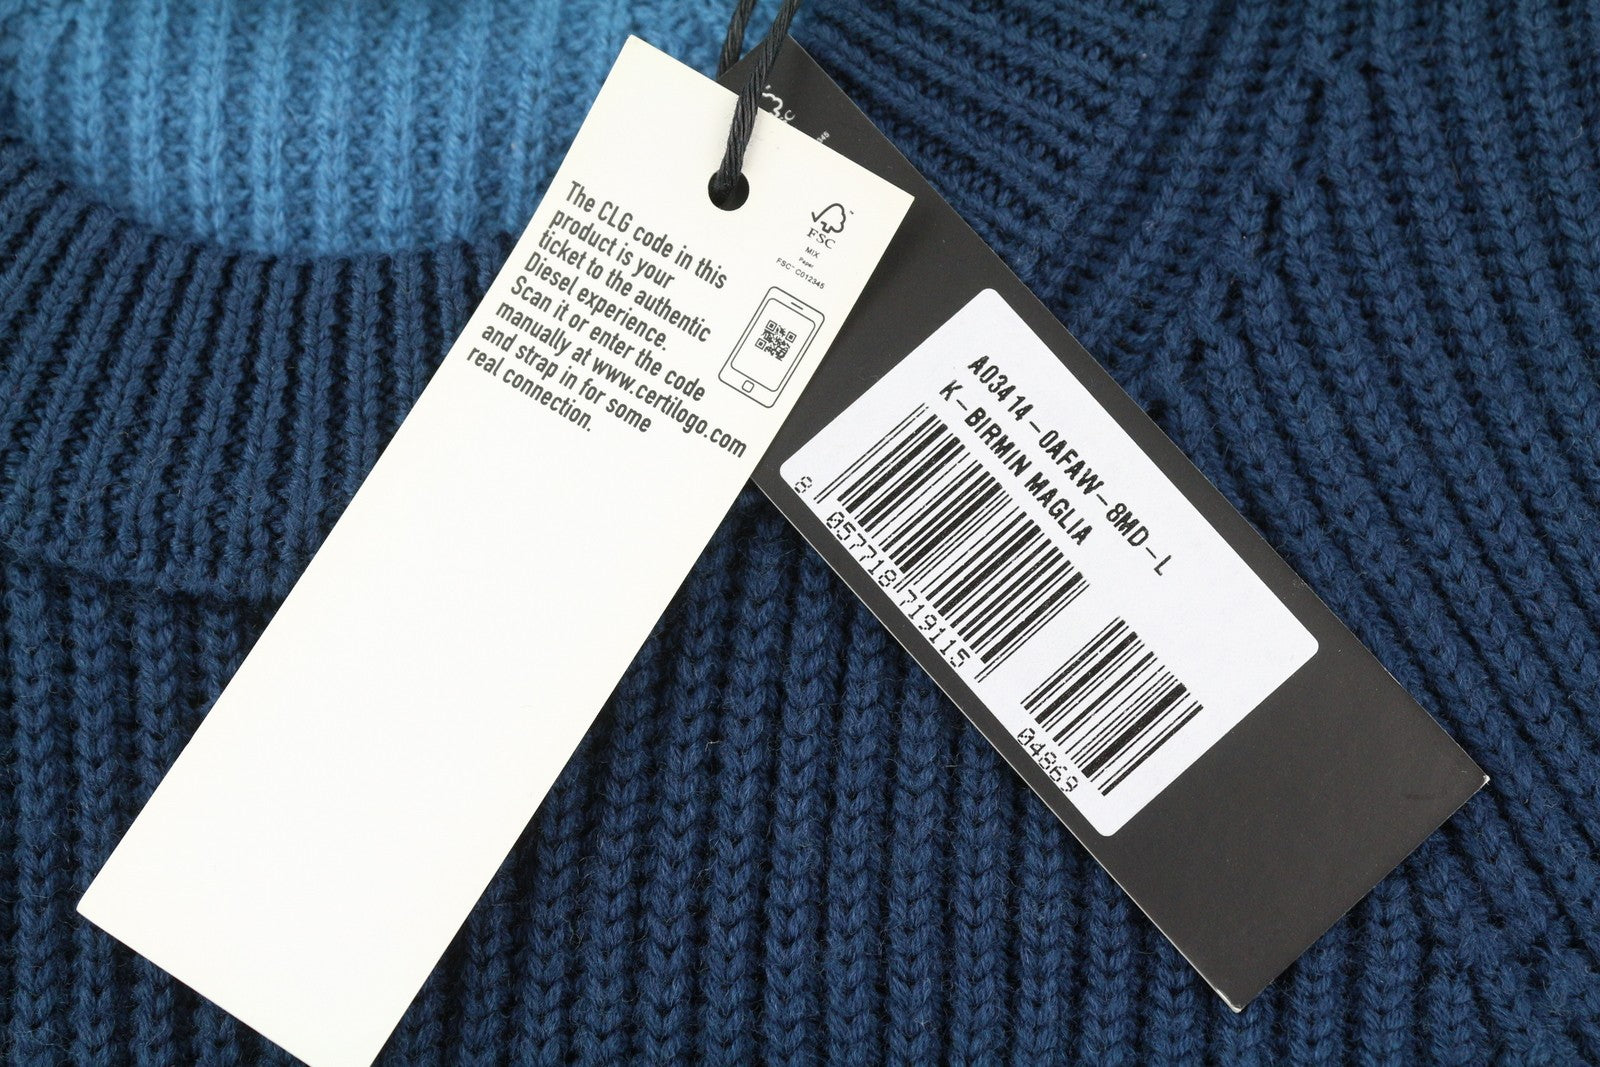 The CLG code in this
product is your
ticket to the authentic
Diesel experience.
Scan it or enter the code
manually at www.certilogo.com
and strap in for some
real connection.
FSC
MIX
Paper
FSC™ C012345
A03414-0AFAW-8MD-L
K-BIRMIN MAGLIA
8 057718 719115
04869